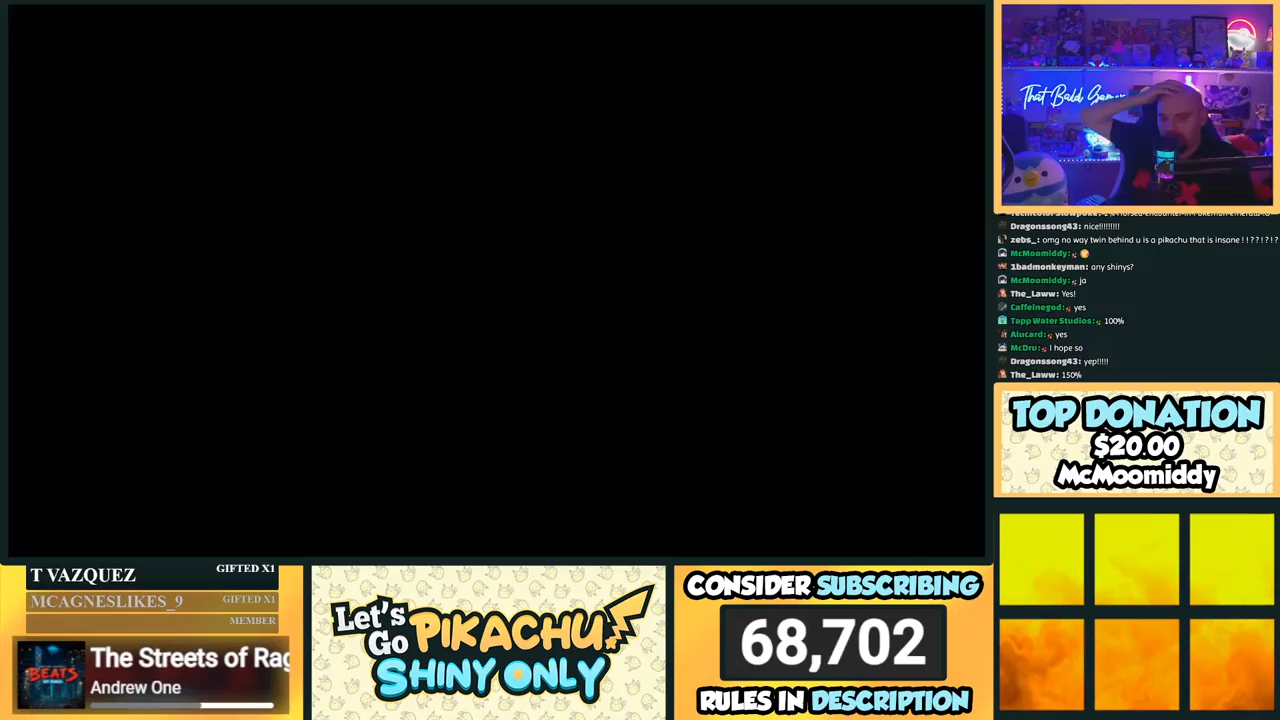 That Bald Gamer
Dragonssong43: nice!!!!!!!!!
zebs_: omg no way twin behind u is a pikachu that is insane ! ! ? ? ! ? ! ?
McMoomiddy:
1badmonkeyman: any shinys?
McMoomiddy: ja
The_Laww: Yes!
Caffeinegod: yes
Tapp Water Studios: 100%
Alucard: yes
McDru: I hope so
Dragonssong43: yep!!!!!
The_Laww: 150%
TOP DONATION
$20.00
McMoomiddy
T VAZQUEZ GIFTED X1
MCAGNESLIKES_9 GIFTED X1
MEMBER
BEATS
The Streets of Rag
Andrew One
Let's Go PIKACHU
SHINY ONLY
CONSIDER SUBSCRIBING
68,702
RULES IN DESCRIPTION